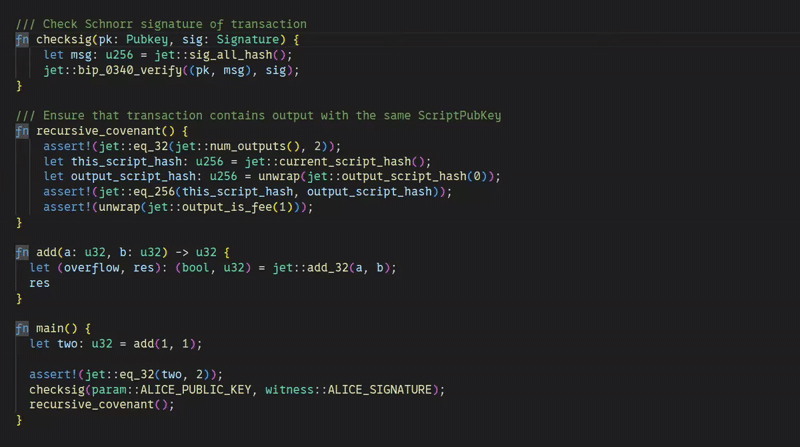 /// Check Schnorr signature of transaction
fn checksig(pk: Pubkey, sig: Signature) {
    let msg: u256 = jet::sig_all_hash();
    jet::bip_0340_verify((pk, msg), sig);
}
/// Ensure that transaction contains output with the same ScriptPubKey
fn recursive_covenant() {
    assert!(jet::eq_32(jet::num_outputs(), 2));
    let this_script_hash: u256 = jet::current_script_hash();
    let output_script_hash: u256 = unwrap(jet::output_script_hash(0));
    assert!(jet::eq_256(this_script_hash, output_script_hash));
    assert!(unwrap(jet::output_is_fee(1)));
}
fn add(a: u32, b: u32) -> u32 {
  let (overflow, res): (bool, u32) = jet::add_32(a, b);
  res
}
fn main() {
  let two: u32 = add(1, 1);
  assert!(jet::eq_32(two, 2));
  checksig(param::ALICE_PUBLIC_KEY, witness::ALICE_SIGNATURE);
  recursive_covenant();
}